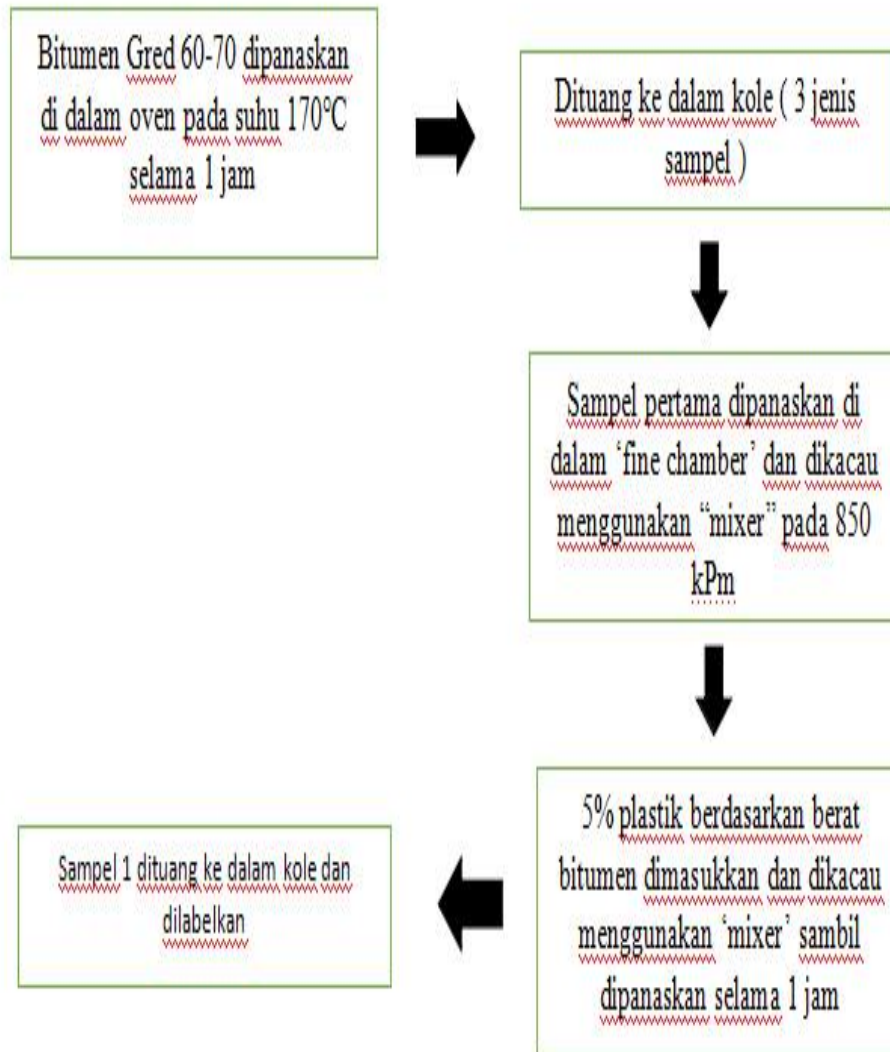 Bitumen Gred 60-70 dipanaskan
di dalam oven pada suhu 170°C
selama 1 jam
Dituang ke dalam kole ( 3 jenis
sampel )
Sampel pertama dipanaskan di
dalam ‘fine chamber’ dan dikacau
menggunakan “mixer” pada 850
kPm
5% plastik berdasarkan berat
bitumen dimasukkan dan dikacau
menggunakan ‘mixer’ sambil
dipanaskan selama 1 jam
Sampel 1 dituang ke dalam kole dan
dilabelkan